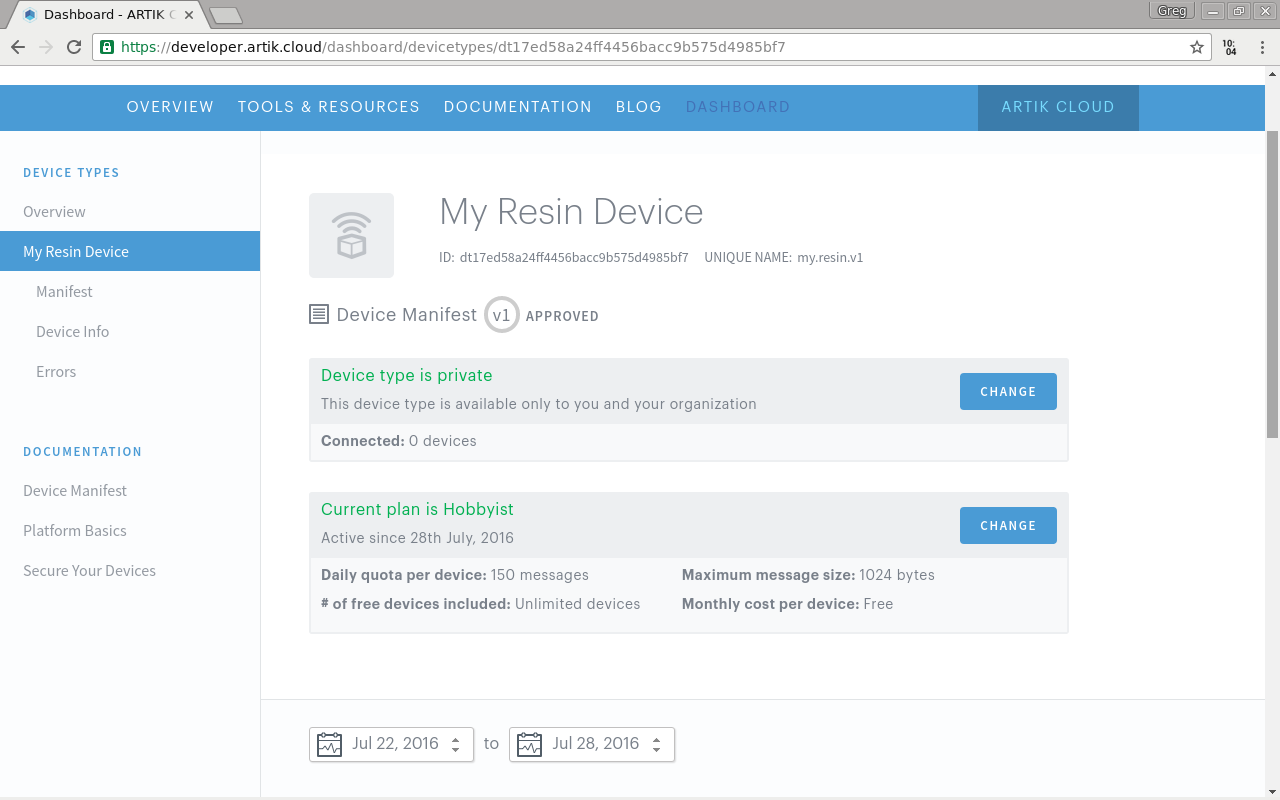 Dashboard - ARTIK C
Greg
https://developer.artik.cloud/dashboard/devicetypes/dt17ed58a24ff4456bacc9b575d4985bf7
10:
04
OVERVIEW TOOLS & RESOURCES DOCUMENTATION BLOG DASHBOARD ARTIK CLOUD
DEVICE TYPES
Overview
My Resin Device
Manifest
Device Info
Errors
DOCUMENTATION
Device Manifest
Platform Basics
Secure Your Devices
My Resin Device
ID: dt17ed58a24ff4456bacc9b575d4985bf7 UNIQUE NAME: my.resin.v1
Device Manifest v1 APPROVED
Device type is private
This device type is available only to you and your organization
CHANGE
Connected: 0 devices
Current plan is Hobbyist
Active since 28th July, 2016
CHANGE
Daily quota per device: 150 messages Maximum message size: 1024 bytes
# of free devices included: Unlimited devices Monthly cost per device: Free
Jul 22, 2016 to Jul 28, 2016